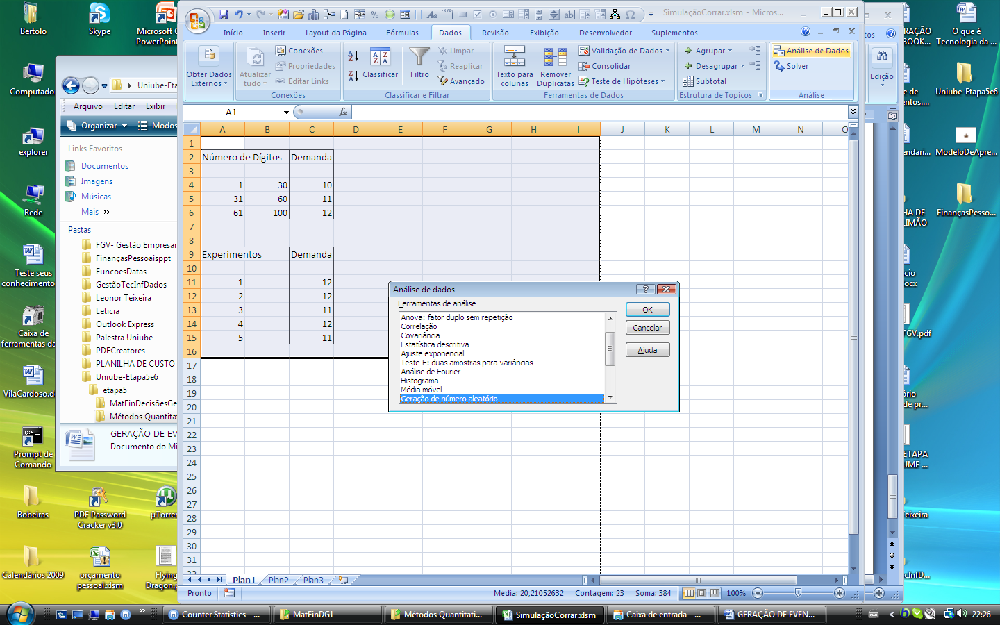 Bertolo
Skype
Microsoft O
PowerPoint
Computado
explorer
Rede
Teste seus
conhecimento
Caixa de
ferramentas da
VilaCardoso.d
Prompt de
Comando
Bobeiras
PDF Password
Cracker v3.0
µTorren
Calendários 2009
orçamento
pessoal.xlsm
Flying
Dragon.p
Uniube-Eta
Arquivo Editar Exibir
Organizar Modos
Links Favoritos
Documentos
Imagens
Músicas
Mais »
Pastas
FGV- Gestão Empresar
FinançasPessoaisppt
FuncoesDatas
GestãoTecInfDados
Leonor Teixeira
Leticia
Outlook Express
Palestra Uniube
PDFCreatores
PLANILHA DE CUSTO
Uniube-Etapa5e6
etapa5
MatFinDecisõesGe
Métodos Quantitat
GERAÇÃO DE EV
Documento do Mi
SimulaçãoCorrar.xlsm - Micros...
Início Inserir Layout da Página Fórmulas Dados Revisão Exibição Desenvolvedor Suplementos
Obter Dados
Externos
Atualizar
tudo
Conexões
Propriedades
Editar Links
Conexões
Classificar
Filtro
Limpar
Reaplicar
Avançado
Classificar e Filtrar
Texto para
colunas
Remover
Duplicatas
Validação de Dados
Consolidar
Teste de Hipóteses
Ferramentas de Dados
Agrupar
Desagrupar
Subtotal
Estrutura de Tópicos
Análise de Dados
Solver
Análise
A1 fx
A B C D E F G H I J K L M N O
1
2 Número de Dígitos Demanda
3
4 1 30 10
5 31 60 11
6 61 100 12
7
8
9 Experimentos Demanda
10
11 1 12
12 2 12
13 3 11
14 4 12
15 5 11
16
17
18
19
20
21
22
23
24
25
26
27
28
29
30
31
32
Análise de dados
Ferramentas de análise
Anova: fator duplo sem repetição
Correlação
Covariância
Estatística descritiva
Ajuste exponencial
Teste-F: duas amostras para variâncias
Análise de Fourier
Histograma
Média móvel
Geração de número aleatório
OK
Cancelar
Ajuda
Plan1 Plan2 Plan3
Pronto Média: 20,21052632 Contagem: 23 Soma: 384 100%
tos
Edição
RAÇÃO
BOOK...
O que é
Tecnologia da ...
e de
entos....
Uniube-Etapa5e6
endari...
ModeloDeApre...
HA DE
LIMÃO
FinançasPesso...
cio
ocx
FGV.pdf
ório
de pr...
ETAPA
UME ...
eixeira
cInfD...
Counter Statistics - ...
MatFinDG1
Métodos Quantitati...
SimulaçãoCorrar.xlsm
Caixa de entrada - ...
GERAÇÃO DE EVEN...
22:26